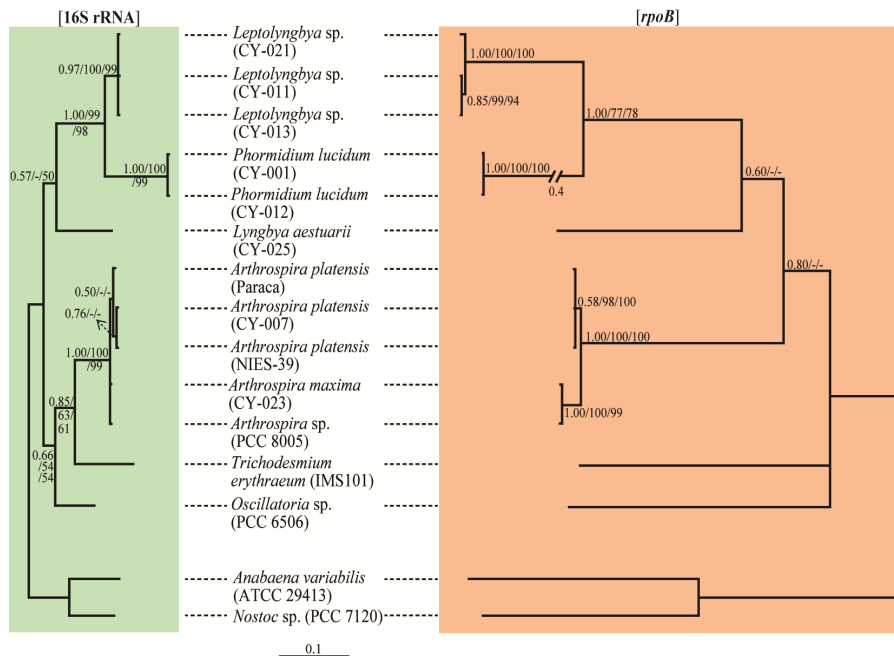 [16S rRNA]
[rpoB]
Leptolyngbya sp.
(CY-021)
Leptolyngbya sp.
(CY-011)
Leptolyngbya sp.
(CY-013)
Phormidium lucidum
(CY-001)
Phormidium lucidum
(CY-012)
Lyngbya aestuarii
(CY-025)
Arthrospira platensis
(Paraca)
Arthrospira platensis
(CY-007)
Arthrospira platensis
(NIES-39)
Arthrospira maxima
(CY-023)
Arthrospira sp.
(PCC 8005)
Trichodesmium
erythraeum (IMS101)
Oscillatoria sp.
(PCC 6506)
Anabaena variabilis
(ATCC 29413)
Nostoc sp. (PCC 7120)
0.97/100/99
1.00/99
/98
1.00/100
/99
0.57/-/50
0.50/-/-
0.76/-/-
1.00/100
/99
0.85/
63/
61
0.66
/54
/54
1.00/100/100
0.85/99/94
1.00/77/78
1.00/100/100
0.4
0.60/-/-
0.80/-/-
0.58/98/100
1.00/100/100
1.00/100/99
0.1